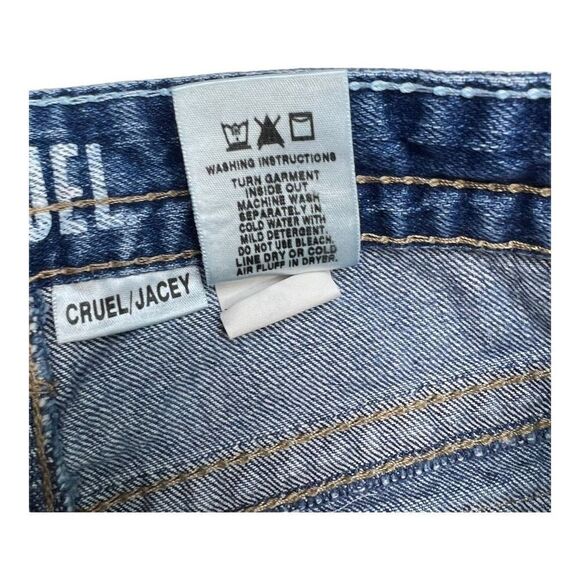 UEL
WASHING INSTRUCTIONS
TURN GARMENT
INSIDE OUT
MACHINE WASH
SEPARATELY IN
COLD WATER WITH
MILD DETERGENT.
DO NOT USE BLEACH.
LINE DRY OR COLD
AIR FLUFF IN DRYER.
CRUEL/JACEY